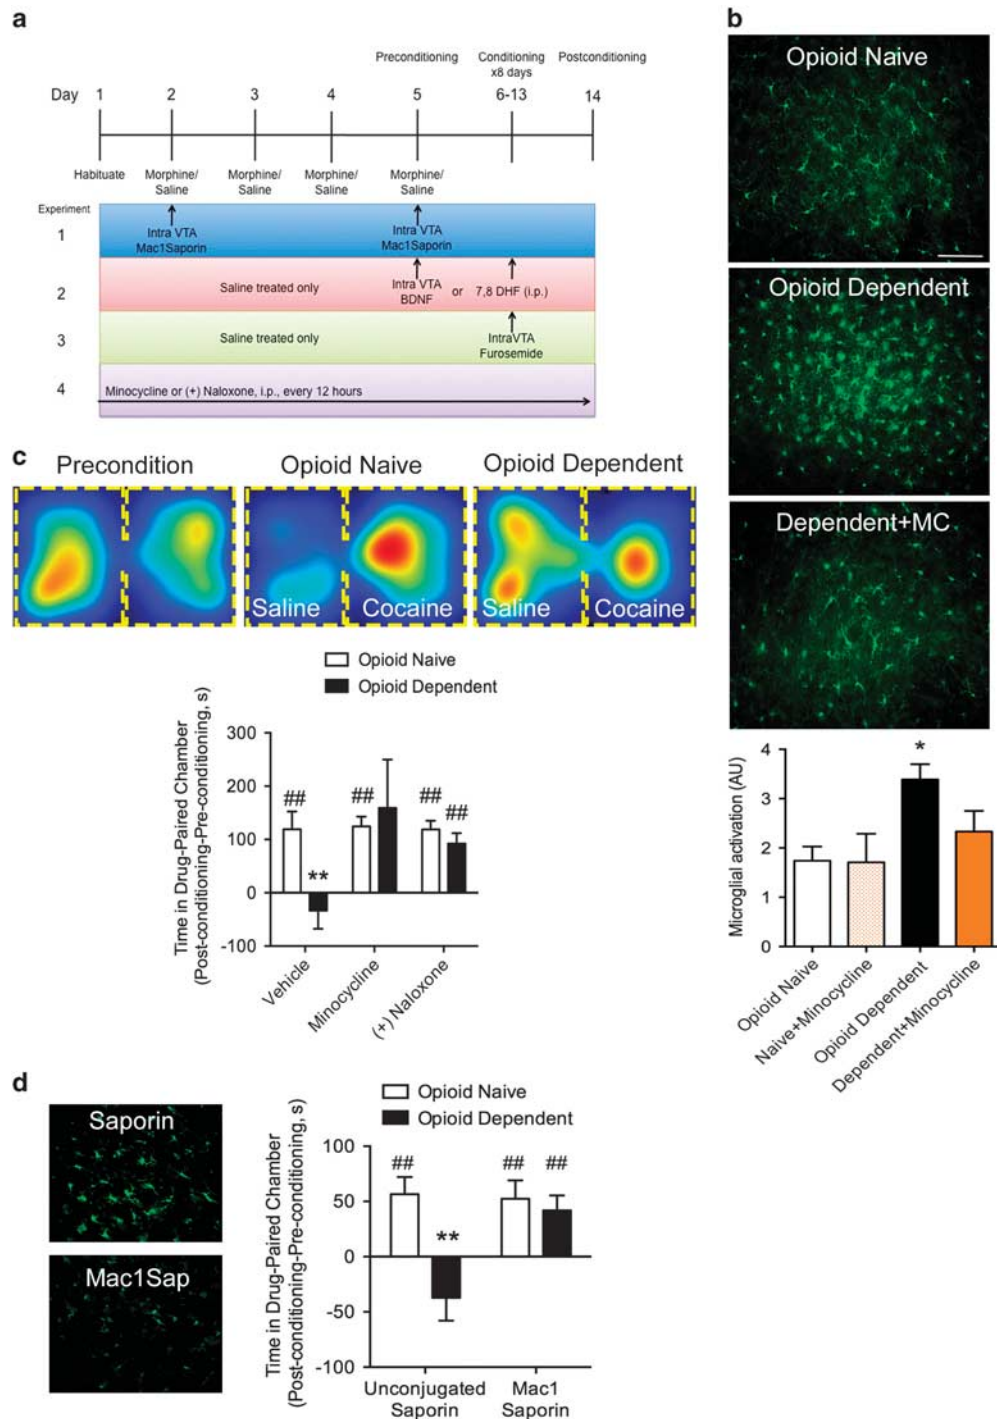 a
Preconditioning
Conditioning
x8 days
Postconditioning
Day 1 2 3 4 5 6-13 14
Habituate
Morphine/
Saline
Morphine/
Saline
Morphine/
Saline
Morphine/
Saline
Experiment
1
Intra VTA
Mac1Saporin
Intra VTA
Mac1Saporin
2
Saline treated only
Intra VTA
BDNF
or
7,8 DHF (i.p.)
3
Saline treated only
IntraVTA
Furosemide
4
Minocycline or (+) Naloxone, i.p., every 12 hours
b
Opioid Naive
Opioid Dependent
Dependent+MC
Microglial activation (AU)
4
3
2
1
0
*
Opioid Naive
Naive+Minocycline
Opioid Dependent
Dependent+Minocycline
c
Precondition
Opioid Naive
Opioid Dependent
Saline
Cocaine
Saline
Cocaine
Opioid Naive
Opioid Dependent
Time in Drug-Paired Chamber
(Post-conditioning-Pre-conditioning, s)
300
200
100
0
-100
##
**
##
##
##
Vehicle
Minocycline
(+) Naloxone
d
Saporin
Mac1Sap
Opioid Naive
Opioid Dependent
Time in Drug-Paired Chamber
(Post-conditioning-Pre-conditioning, s)
100
50
0
-50
-100
##
**
##
##
Unconjugated
Saporin
Mac1
Saporin